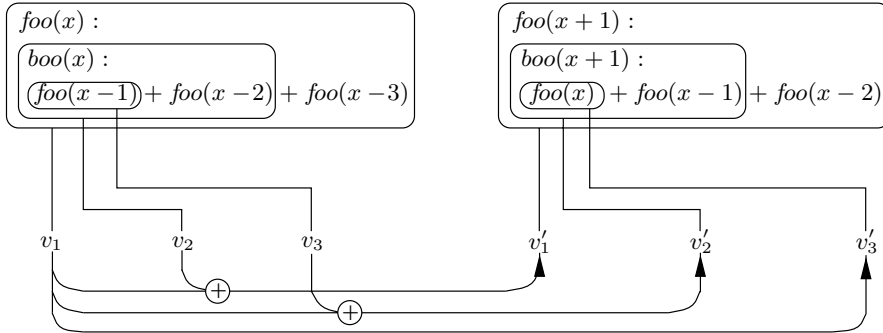 foo(x) :
boo(x) :
foo(x − 1) + foo(x − 2) + foo(x − 3)
foo(x + 1) :
boo(x + 1) :
foo(x) + foo(x − 1) + foo(x − 2)
v₁ v₂ v₃ v′₁ v′₂ v′₃
+
+